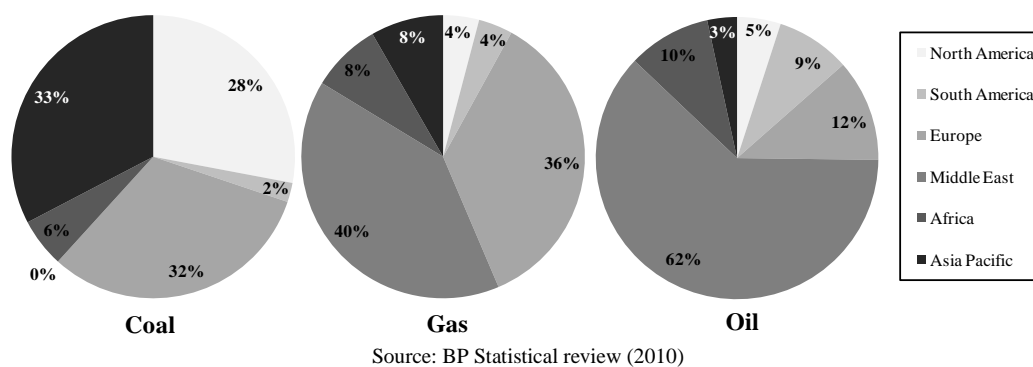 28%
2%
32%
0%
6%
33%
Coal
4%
4%
36%
40%
8%
8%
Gas
5%
9%
12%
62%
10%
3%
Oil
North America
South America
Europe
Middle East
Africa
Asia Pacific
Source: BP Statistical review (2010)